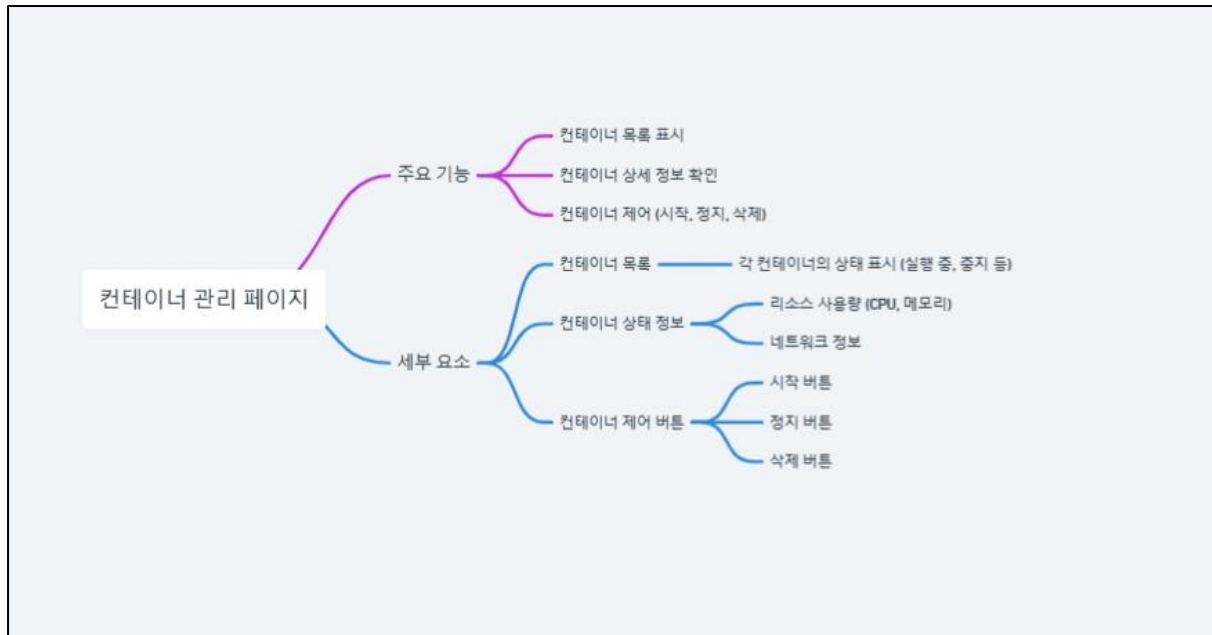 컨테이너 관리 페이지
주요 기능
컨테이너 목록 표시
컨테이너 상세 정보 확인
컨테이너 제어 (시작, 정지, 삭제)
세부 요소
컨테이너 목록
각 컨테이너의 상태 표시 (실행 중, 중지 등)
컨테이너 상태 정보
리소스 사용량 (CPU, 메모리)
네트워크 정보
컨테이너 제어 버튼
시작 버튼
정지 버튼
삭제 버튼